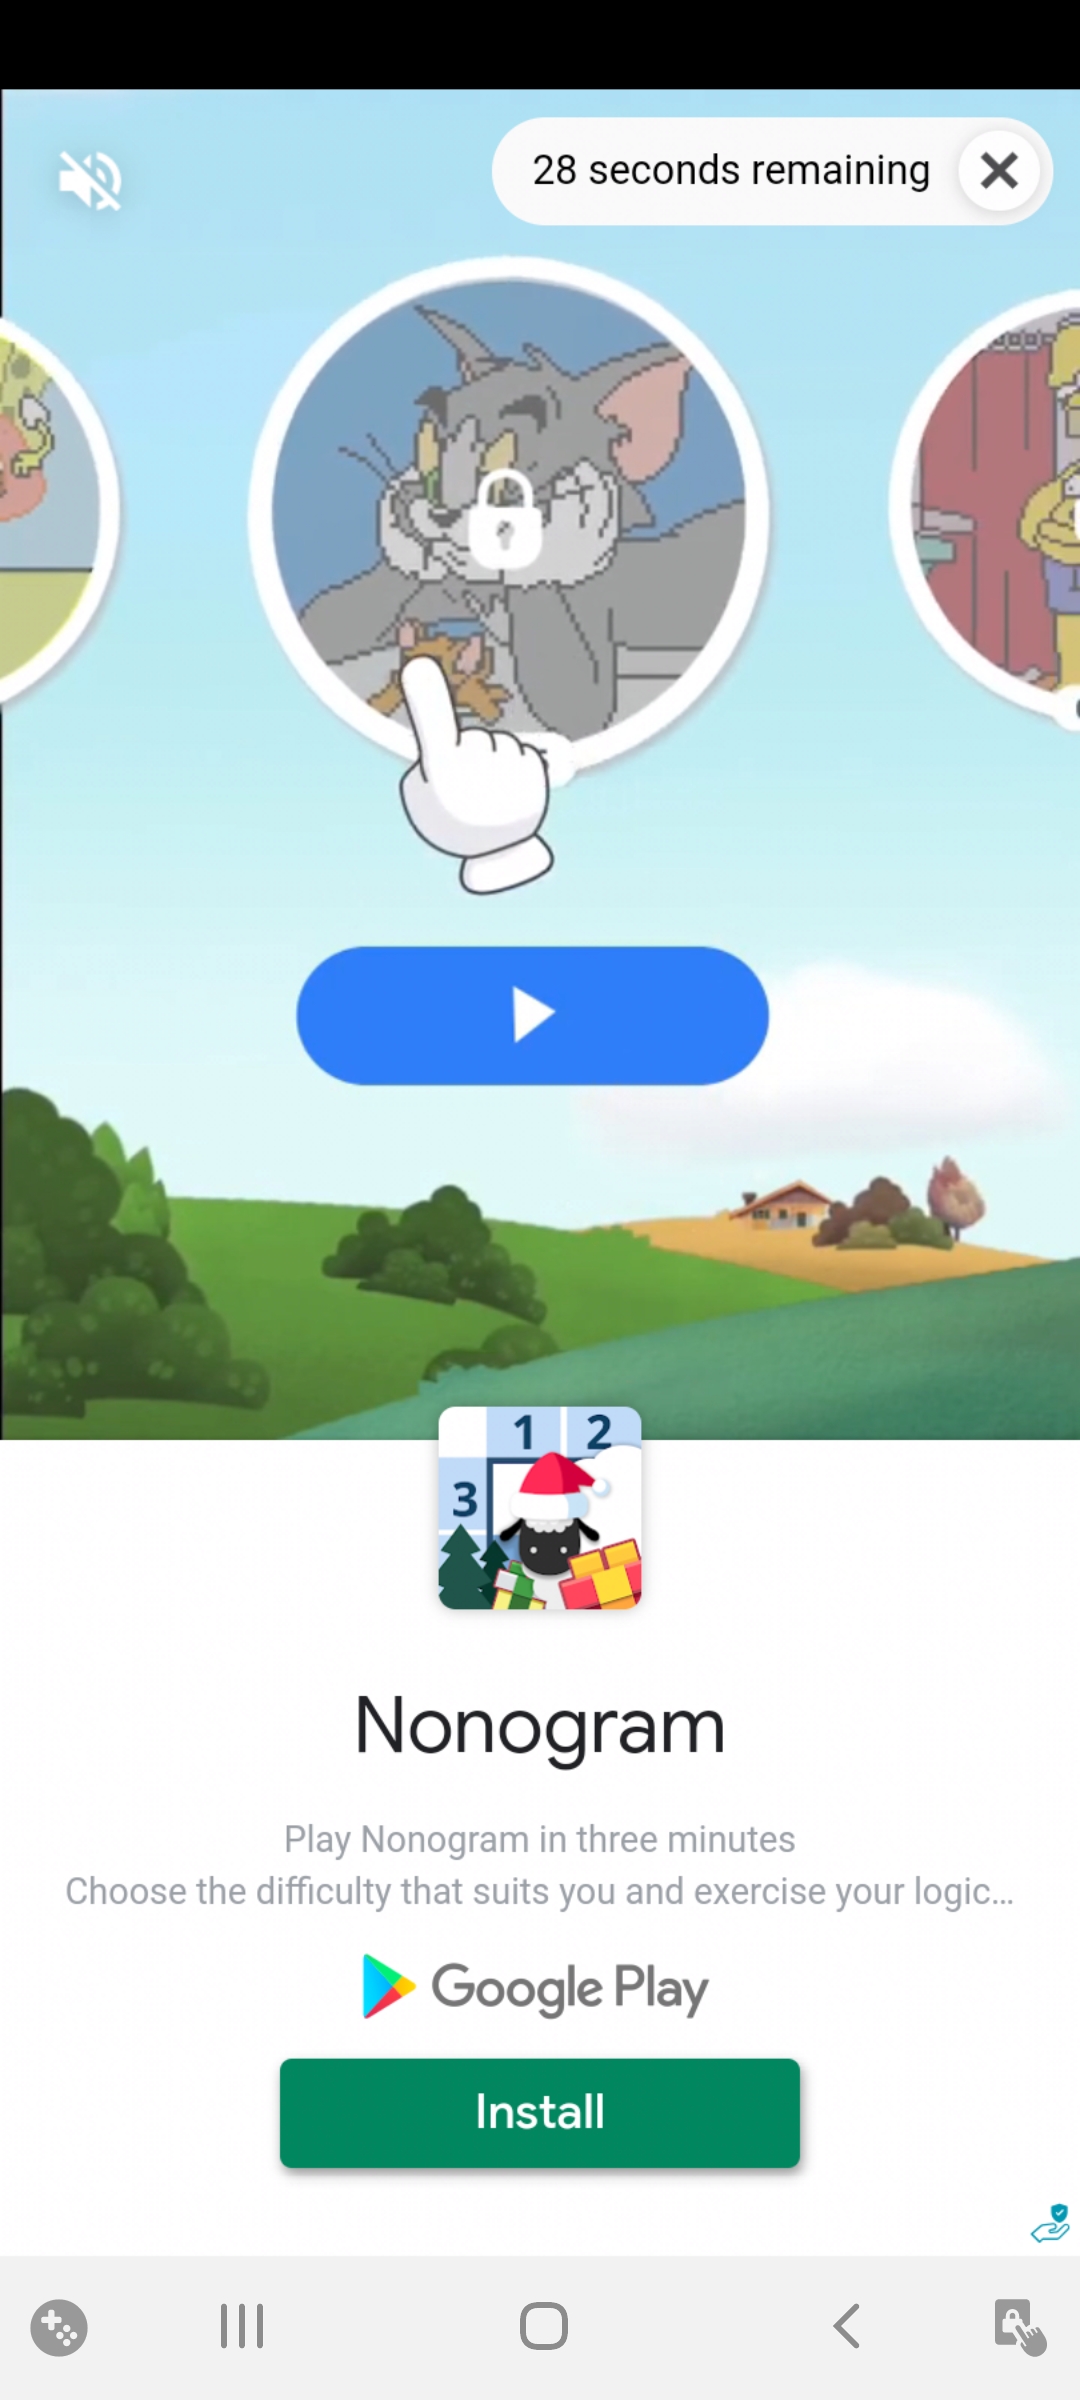 28 seconds remaining
1 2
3
Nonogram
Play Nonogram in three minutes
Choose the difficulty that suits you and exercise your logic...
Google Play
Install